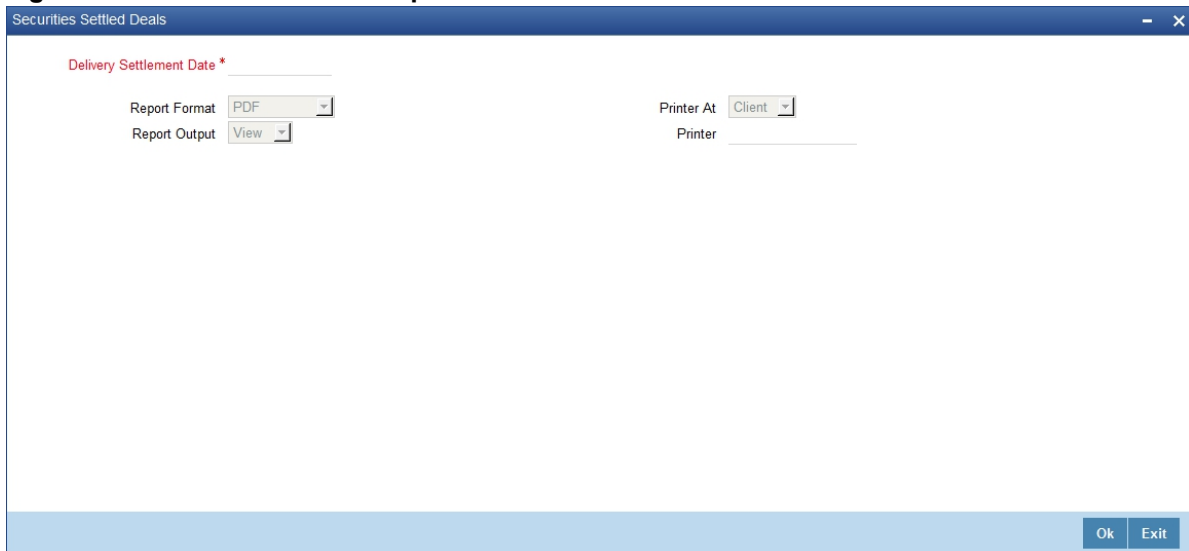 Securities Settled Deals
Delivery Settlement Date *
Report Format PDF
Printer At Client
Report Output View
Printer
Ok Exit